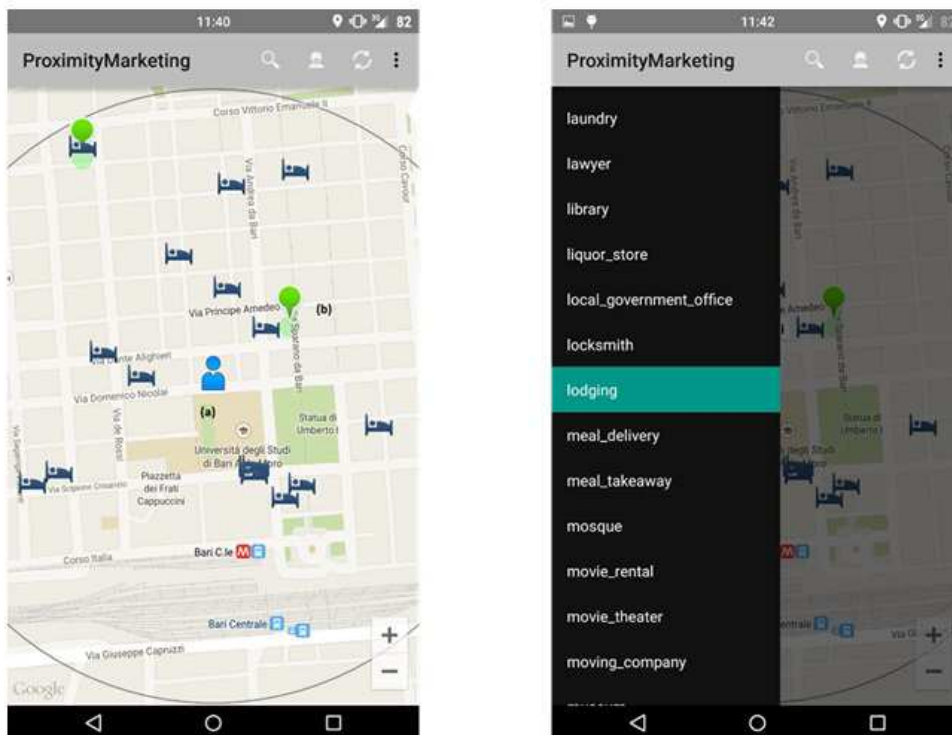 11:40
82
ProximityMarketing
Corso Vittorio Emanuele II
Corso Cavour
Via Andrea da Bari
Via Principe Amedeo
(b)
Via Sparano da Bari
Via Dante Alighieri
Via Domenico Nicolai
(a)
Via de Rossi
Statua di
Umberto I
Università degli Studi
di Bari
Piazzetta
dei Frati
Cappuccini
Via Scipione Crisanzio
Bari C.le
M
Corso Italia
Bari Centrale
Via Giuseppe Capruzzi
+
−
Google
11:42
82
ProximityMarketing
laundry
lawyer
library
liquor_store
local_government_office
locksmith
lodging
meal_delivery
meal_takeaway
mosque
movie_rental
movie_theater
moving_company